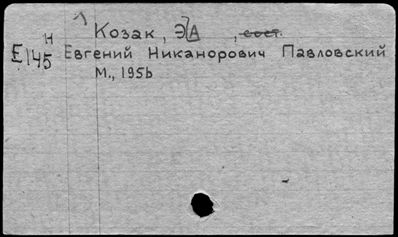 Козак, Э А, сост.
Н
Е145
Евгений Никанорович Павловский
М., 1956